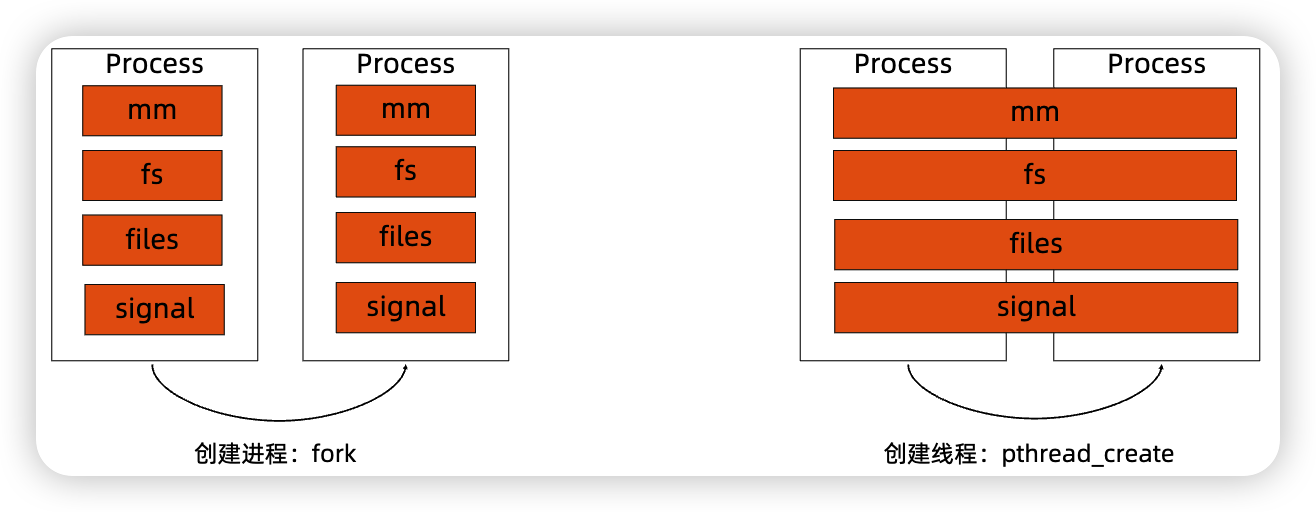 Process
mm
fs
files
signal
Process
mm
fs
files
signal
创建进程：fork
Process
Process
mm
fs
files
signal
创建线程：pthread_create